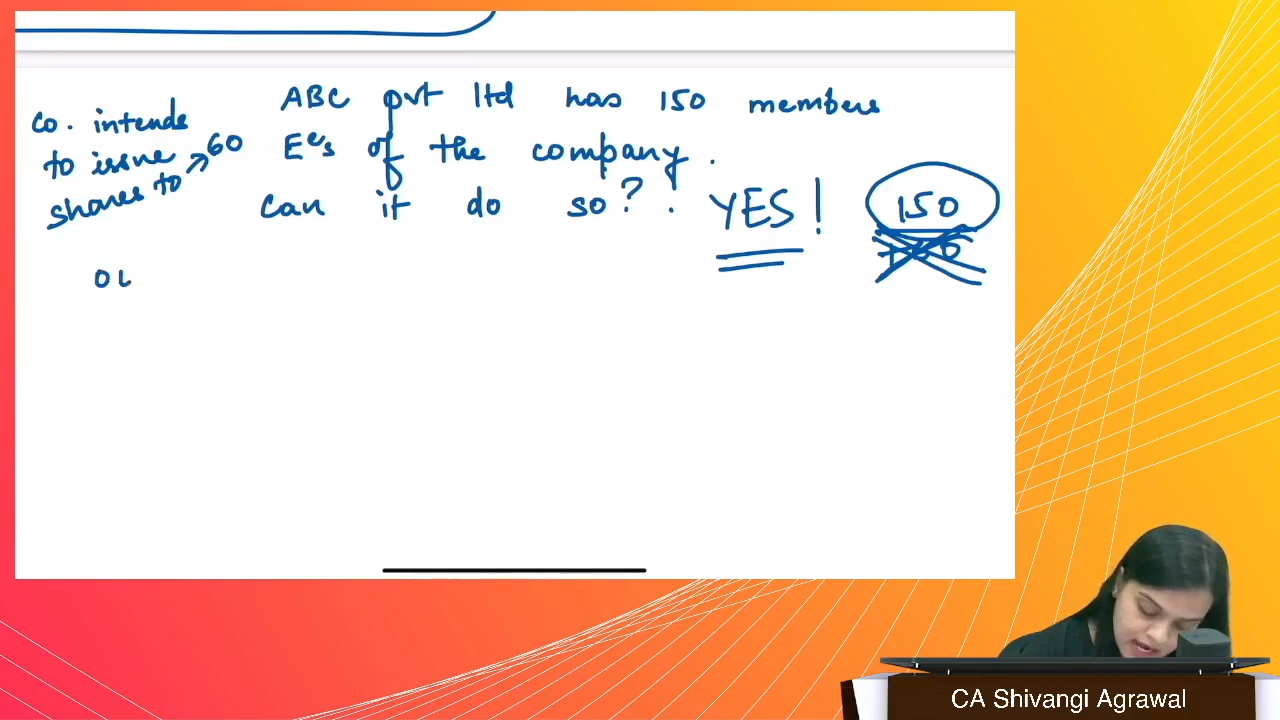 ABC pvt ltd has 150 members
Co. intends
to issue
shares to → 60 Ees of the company.
Can it do so? . YES! 150
OL
CA Shivangi Agrawal